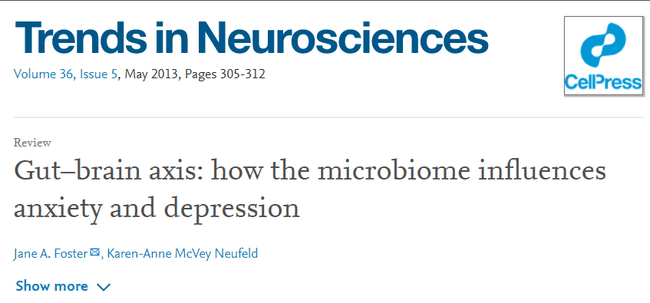 Trends in Neurosciences
Volume 36, Issue 5, May 2013, Pages 305-312
CellPress
Review
Gut–brain axis: how the microbiome influences
anxiety and depression
Jane A. Foster, Karen-Anne McVey Neufeld
Show more